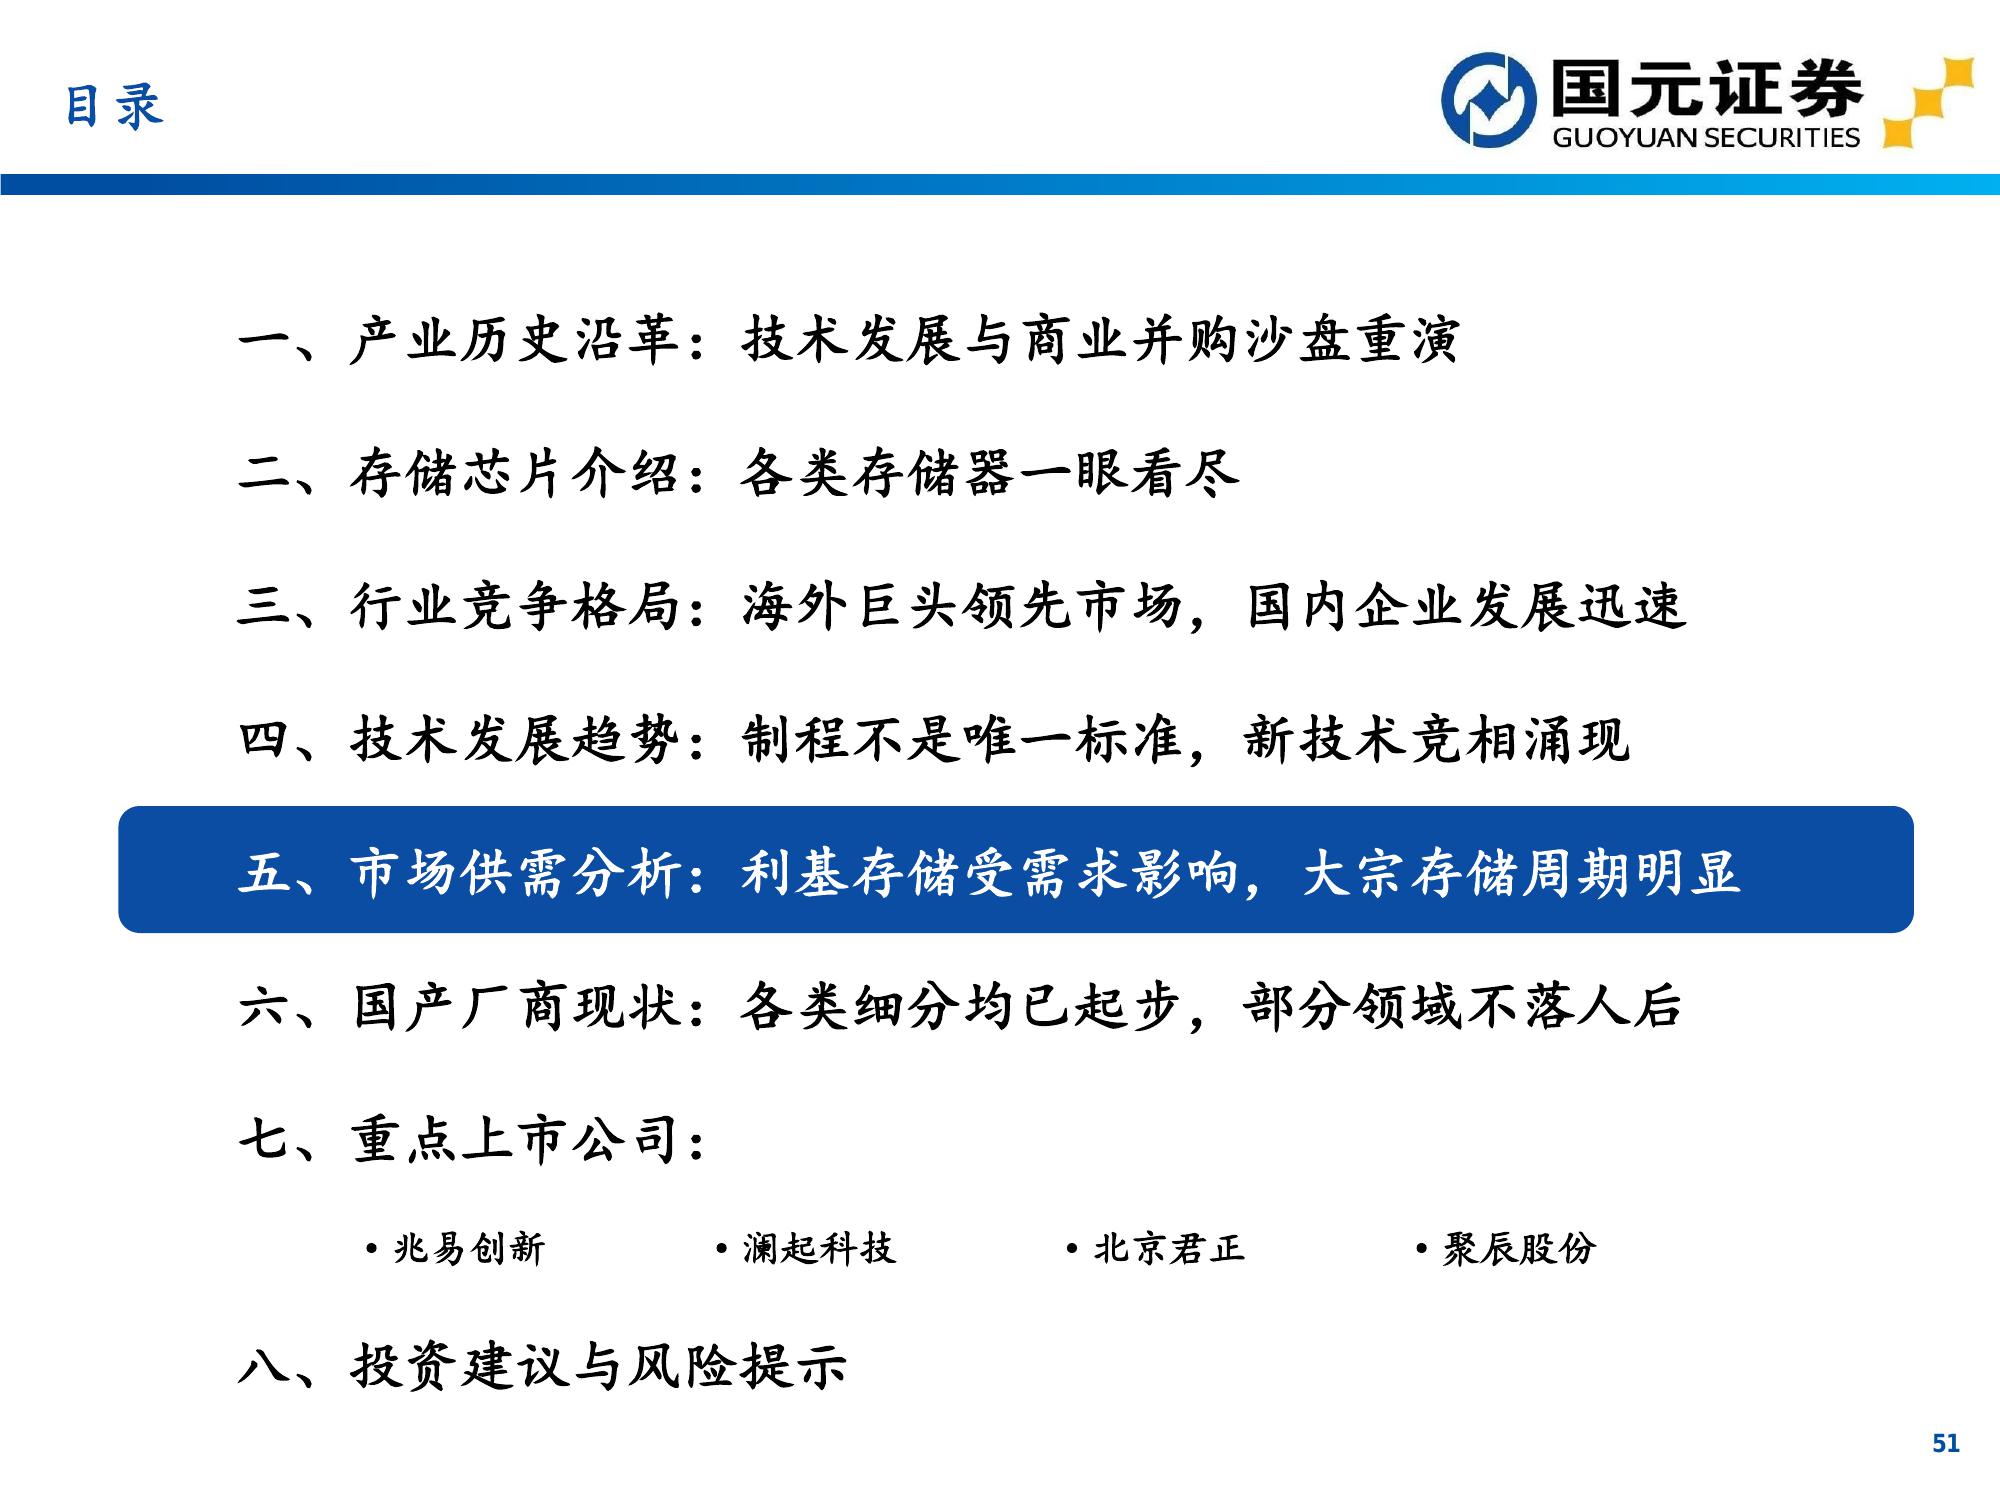 目录
国元证券
GUOYUAN SECURITIES
一、产业历史沿革：技术发展与商业并购沙盘重演
二、存储芯片介绍：各类存储器一眼看尽
三、行业竞争格局：海外巨头领先市场，国内企业发展迅速
四、技术发展趋势：制程不是唯一标准，新技术竞相涌现
五、市场供需分析：利基存储受需求影响，大宗存储周期明显
六、国产厂商现状：各类细分均已起步，部分领域不落人后
七、重点上市公司：
• 兆易创新 • 澜起科技 • 北京君正 • 聚辰股份
八、投资建议与风险提示
51